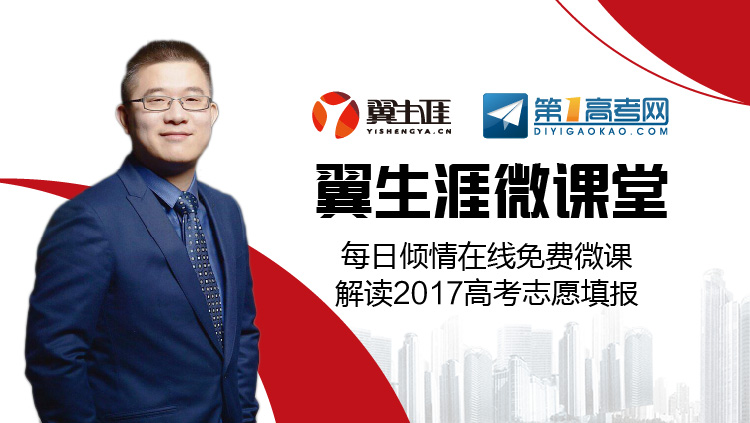 翼生涯
YISHENGYA.CN
第1高考网
DIYIGAOKAO.COM
翼生涯微课堂
每日倾情在线免费微课
解读2017高考志愿填报